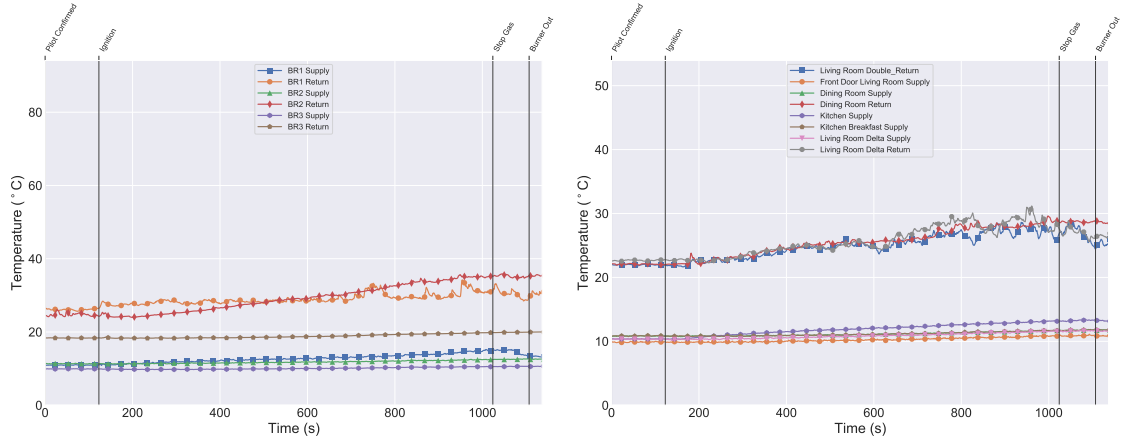 Pilot Confirmed
Ignition
Stop Gas
Burner Out
BR1 Supply
BR1 Return
BR2 Supply
BR2 Return
BR3 Supply
BR3 Return
80
60
40
20
0
Temperature ( ° C)
0 200 400 600 800 1000
Time (s)
Pilot Confirmed
Ignition
Stop Gas
Burner Out
Living Room Double_Return
Front Door Living Room Supply
Dining Room Supply
Dining Room Return
Kitchen Supply
Kitchen Breakfast Supply
Living Room Delta Supply
Living Room Delta Return
50
40
30
20
10
0
Temperature ( ° C)
0 200 400 600 800 1000
Time (s)